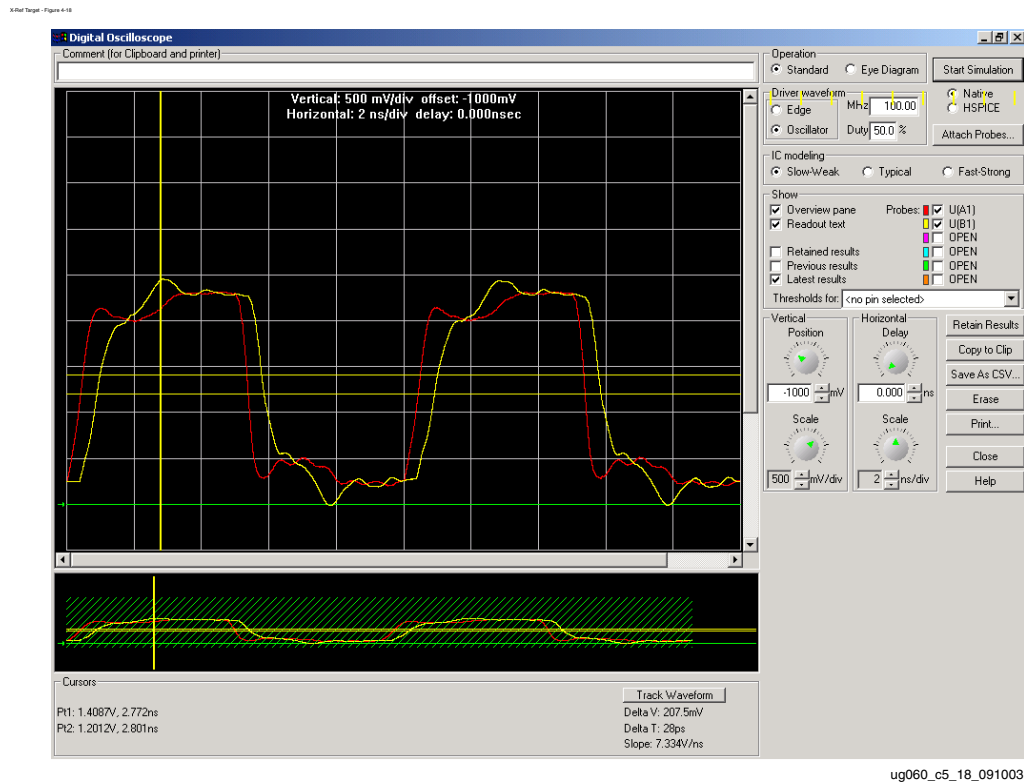 X-Ref Target - Figure 4-18
Digital Oscilloscope
Comment (for Clipboard and printer)
Vertical: 500 mV/div offset: -1000mV
Horizontal: 2 ns/div delay: 0.000nsec
Operation
Standard Eye Diagram
Start Simulation
Driver waveform
Edge
Oscillator
Mhz 100.00
Duty 50.0 %
Native
HSPICE
Attach Probes...
IC modeling
Slow-Weak Typical Fast-Strong
Show
Overview pane
Readout text
Retained results
Previous results
Latest results
Probes: U(A1)
U(B1)
OPEN
OPEN
OPEN
OPEN
Thresholds for: <no pin selected>
Vertical
Position
-1000 mV
Scale
500 mV/div
Horizontal
Delay
0.000 ns
Scale
2 ns/div
Retain Results
Copy to Clip
Save As CSV...
Erase
Print...
Close
Help
Cursors
Pt1: 1.4087V, 2.772ns
Pt2: 1.2012V, 2.801ns
Track Waveform
Delta V: 207.5mV
Delta T: 28ps
Slope: 7.334V/ns
ug060_c5_18_091003